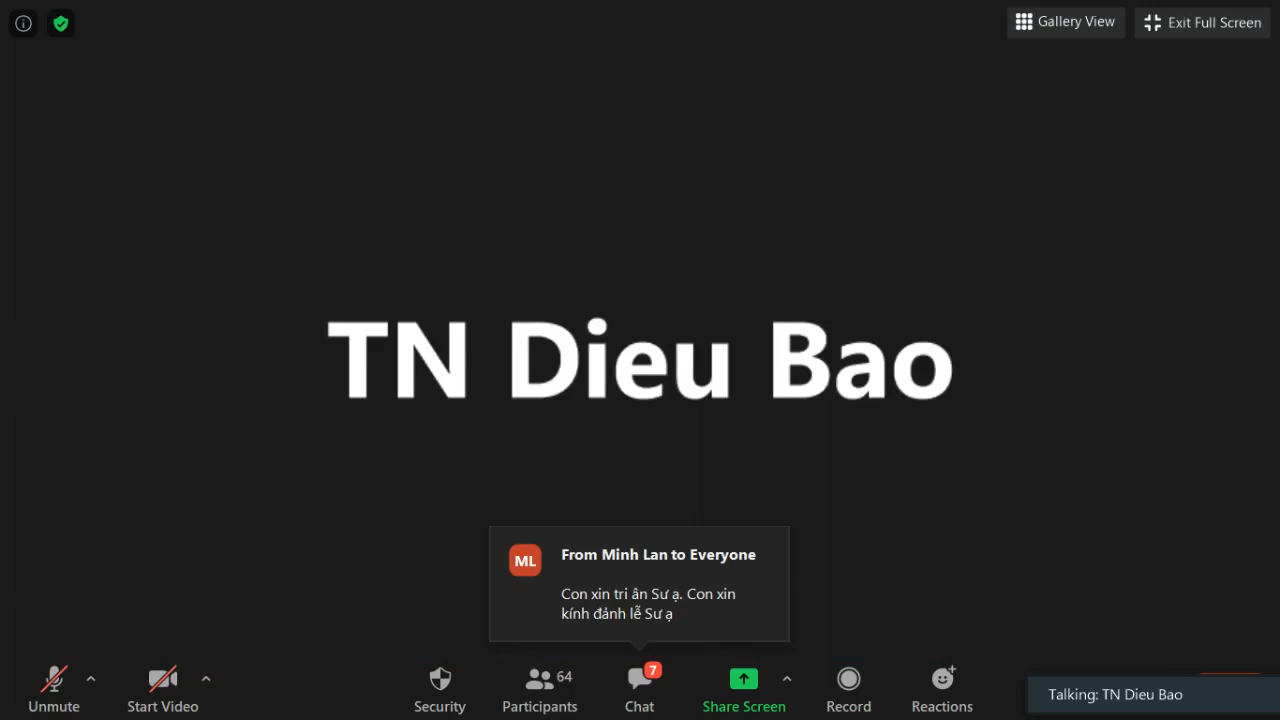 Gallery View
Exit Full Screen
TN Dieu Bao
ML
From Minh Lan to Everyone
Con xin tri ân Sư ạ. Con xin
kính đảnh lễ Sư ạ
64
7
Unmute
Start Video
Security
Participants
Chat
Share Screen
Record
Reactions
Talking: TN Dieu Bao